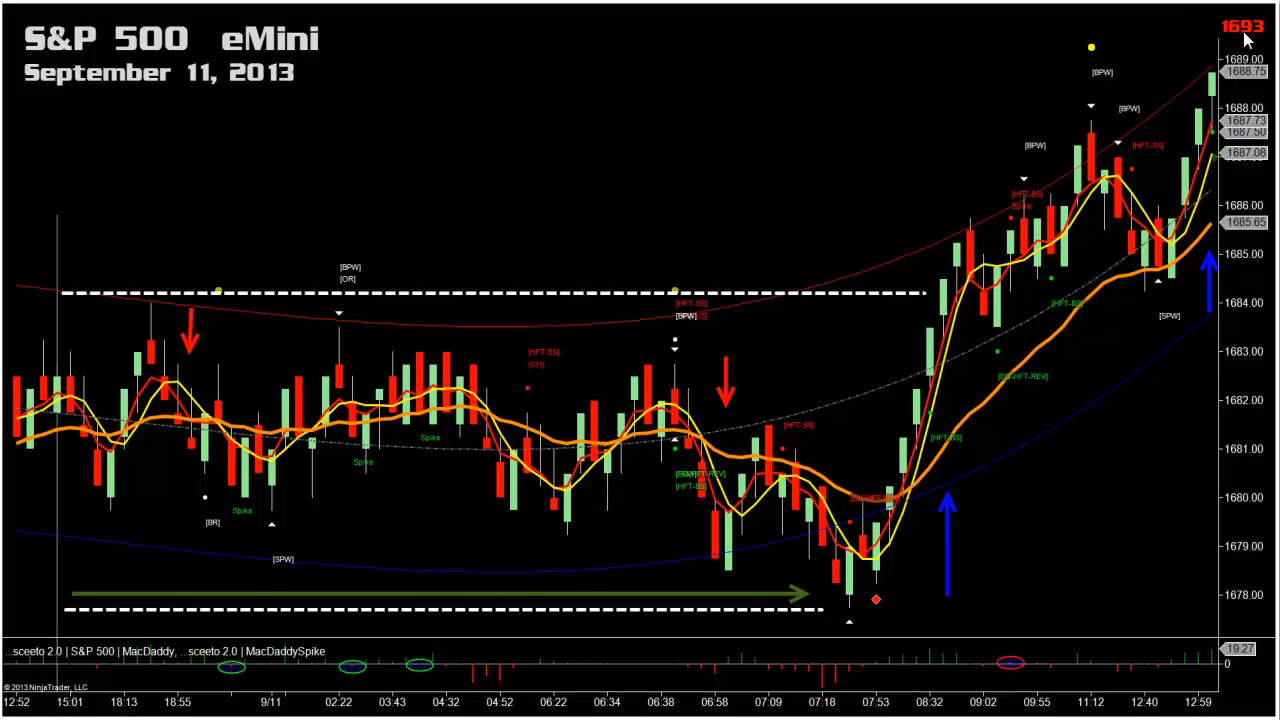 S&P 500 eMini
September 11, 2013
1693
1689.00
1688.75
1688.00
1687.73
1687.50
1687.08
1686.00
1685.65
1685.00
1684.00
1683.00
1682.00
1681.00
1680.00
1679.00
1678.00
[BPW]
[BPW]
[BPW]
[HFT-SS]
[HFT-SS]
Spike
[BPW]
[OR]
[HFT-SS]
[BPW]
[HFT-BS]
[SPW]
[HFT-SS]
[STI]
[HFT-SS]
Spike
[HFT-BS]
Spike
[HFT-BS]
Spike
[BR]
[SPW]
...sceeto 2.0 | S&P 500 | MacDaddy, ...sceeto 2.0 | MacDaddySpike
19.27
0
© 2013 NinjaTrader, LLC
12:52 15:01 18:13 18:55 9/11 02:22 03:43 04:32 05:02 06:22 06:34 06:38 06:58 07:09 07:18 07:53 08:32 09:02 09:55 11:12 12:40 12:59